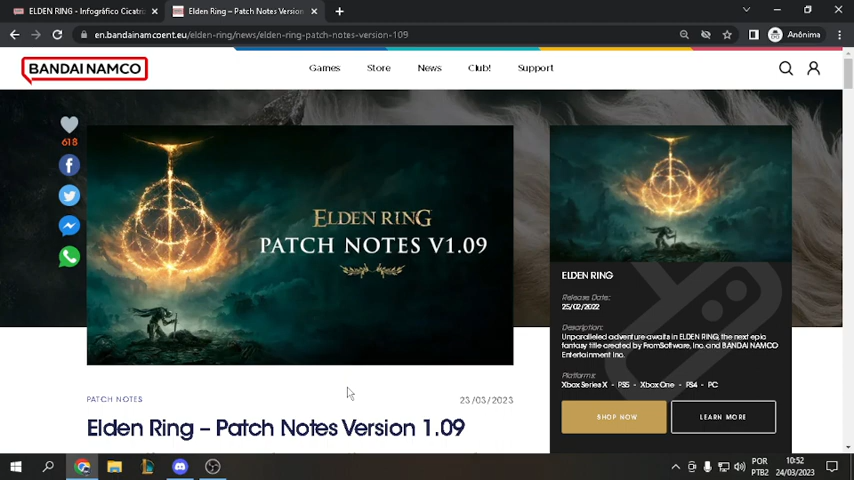 ELDEN RING - Infográfico Cicatri
Elden Ring – Patch Notes Version
en.bandainamcoent.eu/elden-ring/news/elden-ring-patch-notes-version-109
Anônima
BANDAI NAMCO
Games
Store
News
Club!
Support
618
ELDEN RING
PATCH NOTES V1.09
ELDEN RING
Release Date:
25/02/2022
Description:
Unparalleled adventure awaits in ELDEN RING, the next epic
fantasy title created by FromSoftware, Inc. and BANDAI NAMCO
Entertainment Inc.
Platforms:
Xbox Series X - PS5 - Xbox One - PS4 - PC
SHOP NOW
LEARN MORE
PATCH NOTES
23/03/2023
Elden Ring – Patch Notes Version 1.09
POR
PTB2
10:52
24/03/2023